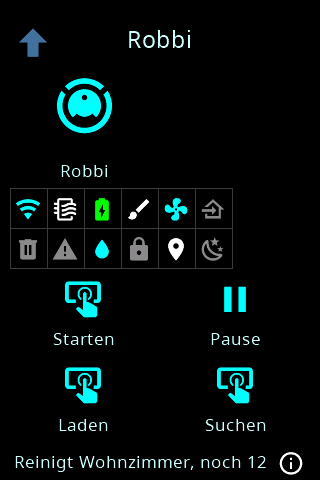 Robbi
Robbi
Starten Pause
Laden Suchen
Reinigt Wohnzimmer, noch 12